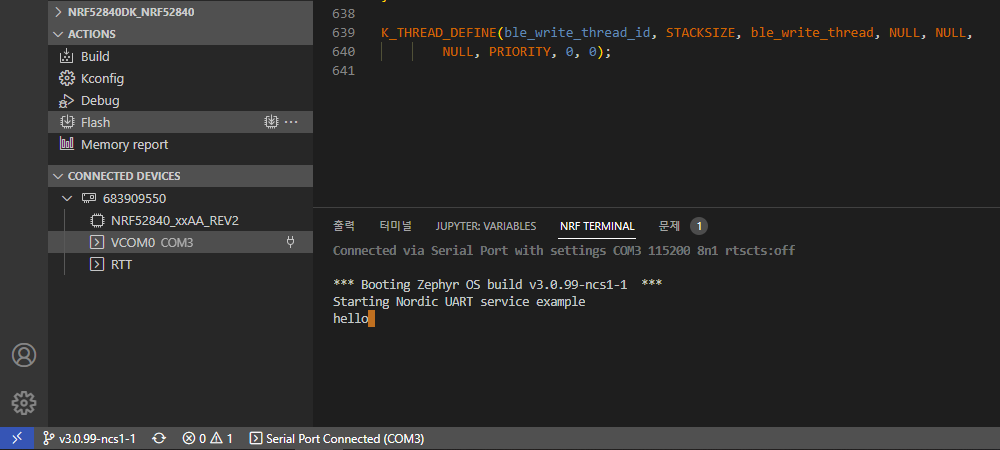 NRF52840DK_NRF52840
ACTIONS
Build
Kconfig
Debug
Flash
Memory report
CONNECTED DEVICES
683909550
NRF52840_xxAA_REV2
VCOM0 COM3
RTT
638
639 K_THREAD_DEFINE(ble_write_thread_id, STACKSIZE, ble_write_thread, NULL, NULL,
640 NULL, PRIORITY, 0, 0);
641
출력 터미널 JUPYTER: VARIABLES NRF TERMINAL 문제 1
Connected via Serial Port with settings COM3 115200 8n1 rtscts:off
*** Booting Zephyr OS build v3.0.99-ncs1-1 ***
Starting Nordic UART service example
hello
v3.0.99-ncs1-1 0 1 Serial Port Connected (COM3)